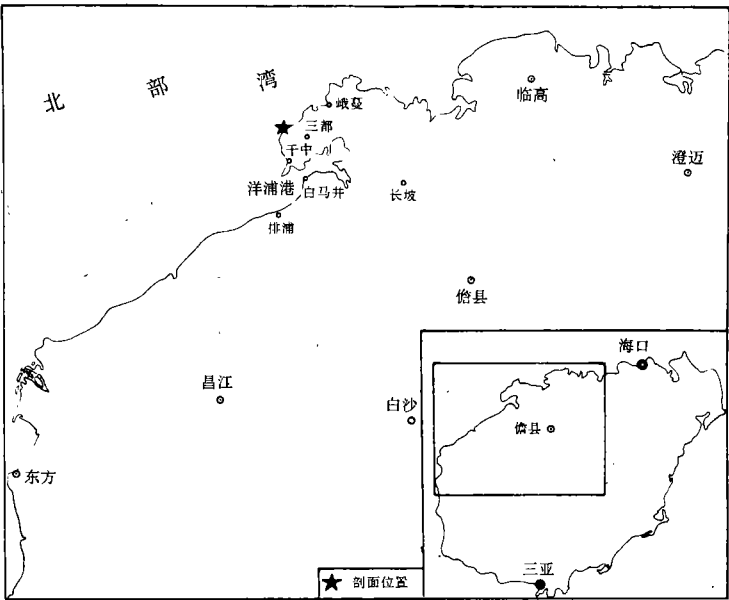 北部湾
临高
峨蔓
三都
干中
澄迈
洋浦港
白马井
长坡
排浦
儋县
海口
昌江
白沙
儋县
东方
三亚
★ 剖面位置